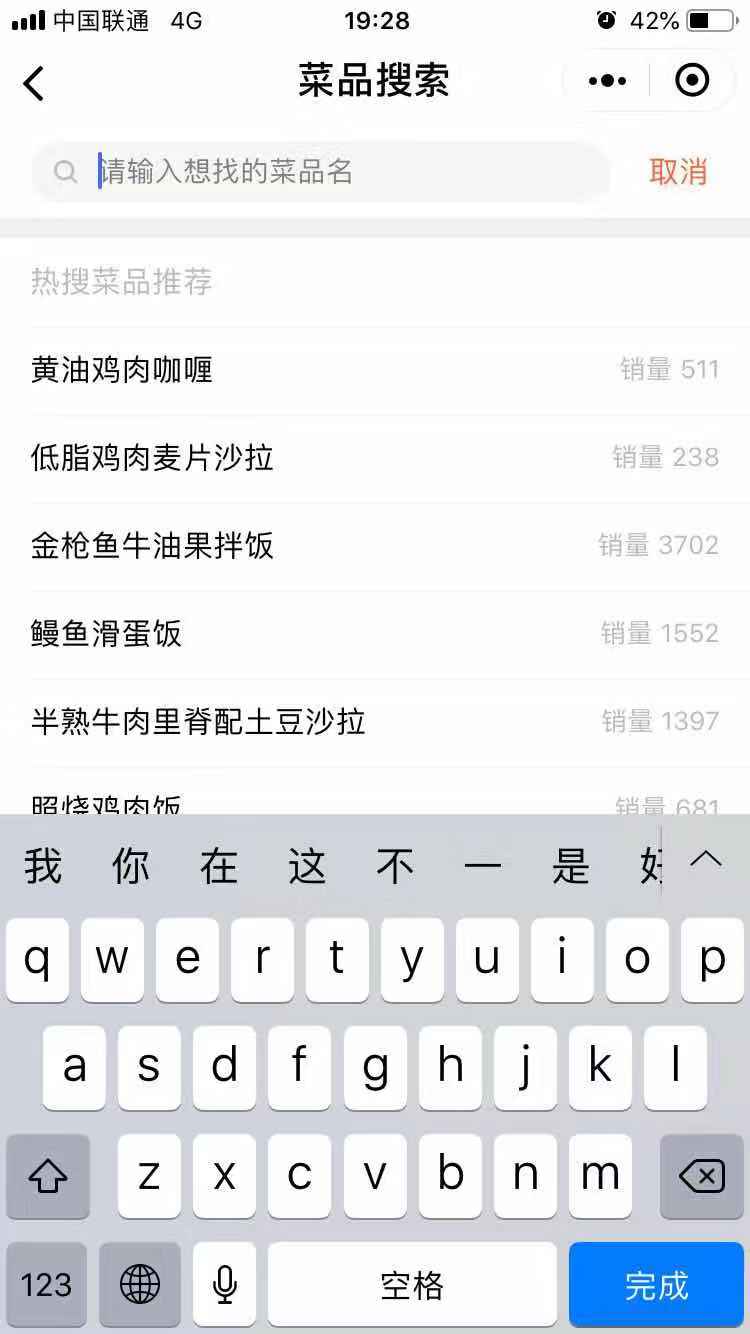 中国联通 4G 19:28 42%
菜品搜索
请输入想找的菜品名 取消
热搜菜品推荐
黄油鸡肉咖喱 销量 511
低脂鸡肉麦片沙拉 销量 238
金枪鱼牛油果拌饭 销量 3702
鳗鱼滑蛋饭 销量 1552
半熟牛肉里脊配土豆沙拉 销量 1397
照烧鸡肉饭 销量 681
我 你 在 这 不 一 是 好
q w e r t y u i o p
a s d f g h j k l
z x c v b n m
123 空格 完成